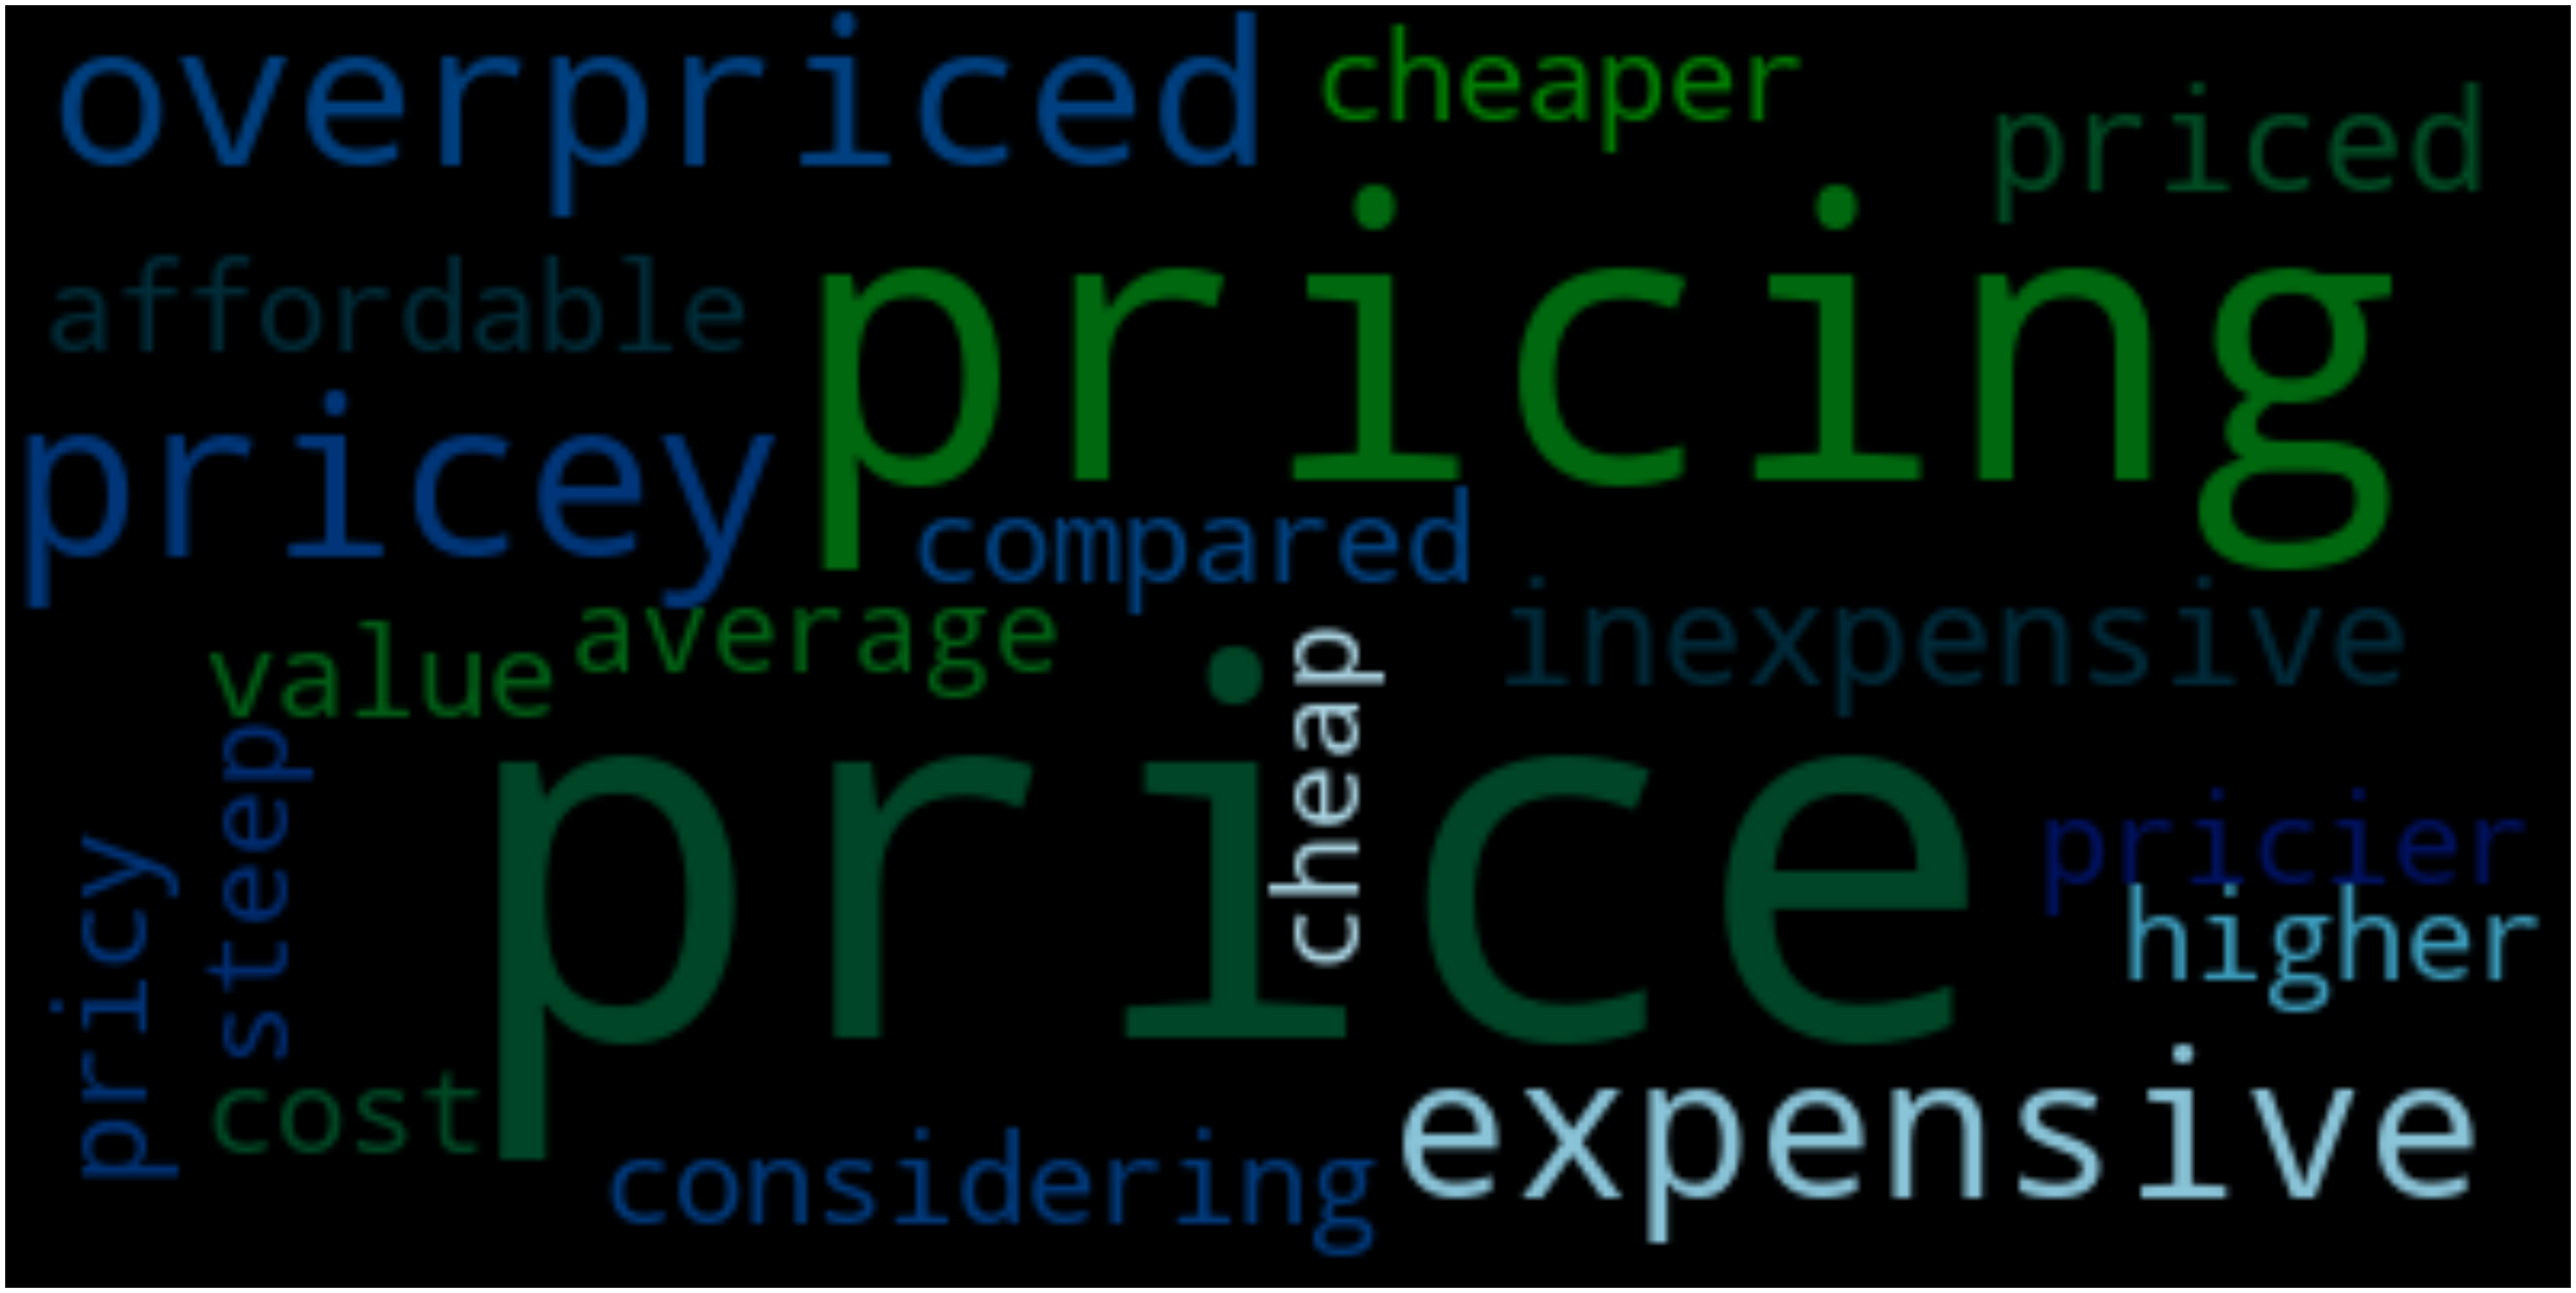 overpriced
cheaper
priced
affordable
pricing
pricey
compared
average
inexpensive
value
cheap
steep
price
pricier
pricy
higher
cost
expensive
considering